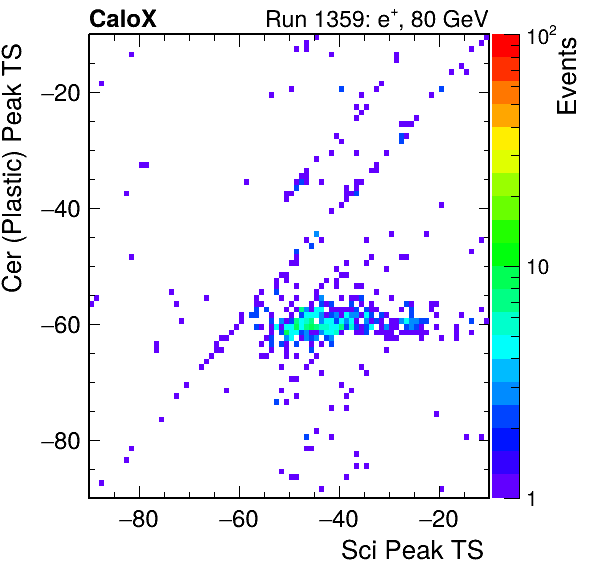 CaloX Run 1359: e⁺, 80 GeV
Cer (Plastic) Peak TS
−20
−40
−60
−80
−80 −60 −40 −20
Sci Peak TS
10²
10
1
Events